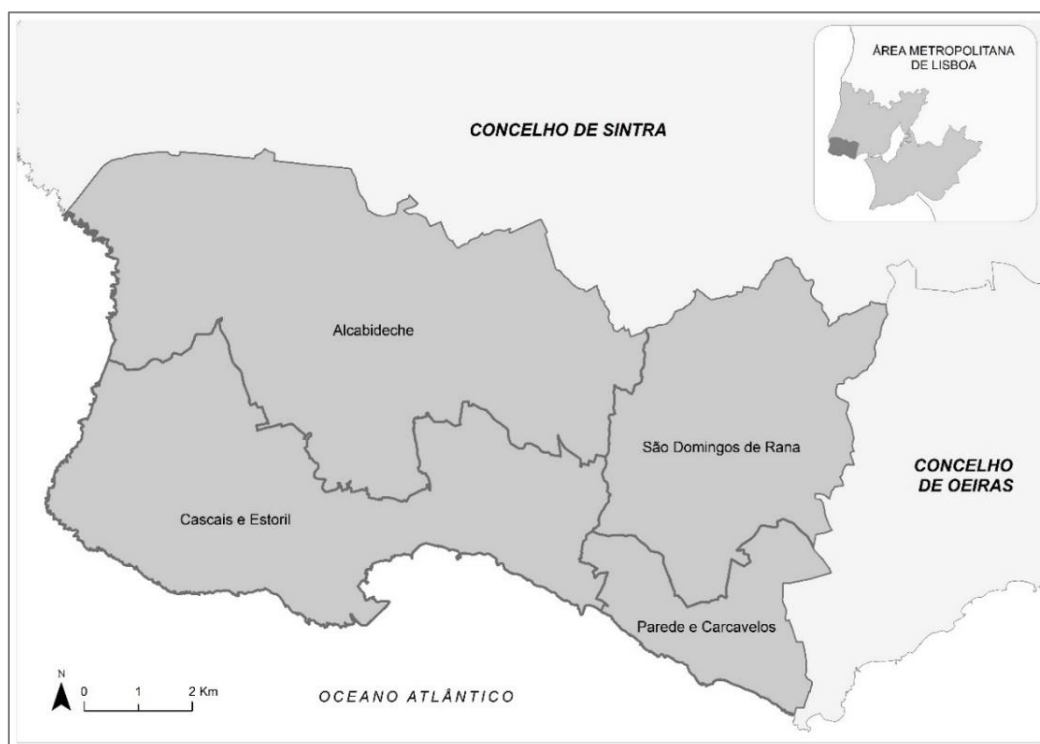 ÁREA METROPOLITANA
DE LISBOA
CONCELHO DE SINTRA
Alcabideche
São Domingos de Rana
CONCELHO
DE OEIRAS
Cascais e Estoril
Parede e Carcavelos
N
0 1 2 Km
OCEANO ATLÂNTICO